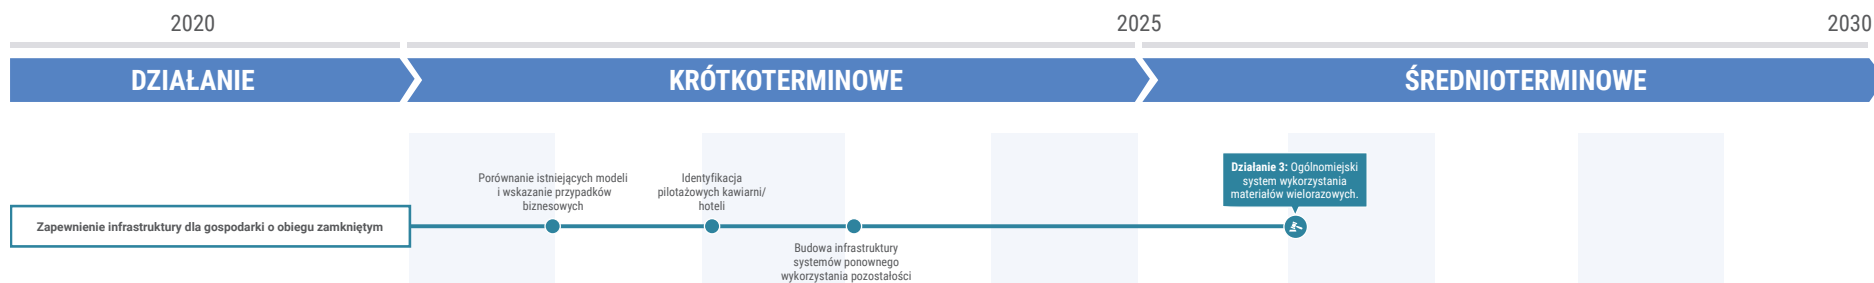 2020
2025
2030
DZIAŁANIE
KRÓTKOTERMINOWE
ŚREDNIOTERMINOWE
Porównanie istniejących modeli
i wskazanie przypadków
biznesowych
Identyfikacja
pilotażowych kawiarni/
hoteli
Działanie 3: Ogólnomiejski
system wykorzystania
materiałów wielorazowych.
Zapewnienie infrastruktury dla gospodarki o obiegu zamkniętym
Budowa infrastruktury
systemów ponownego
wykorzystania pozostałości